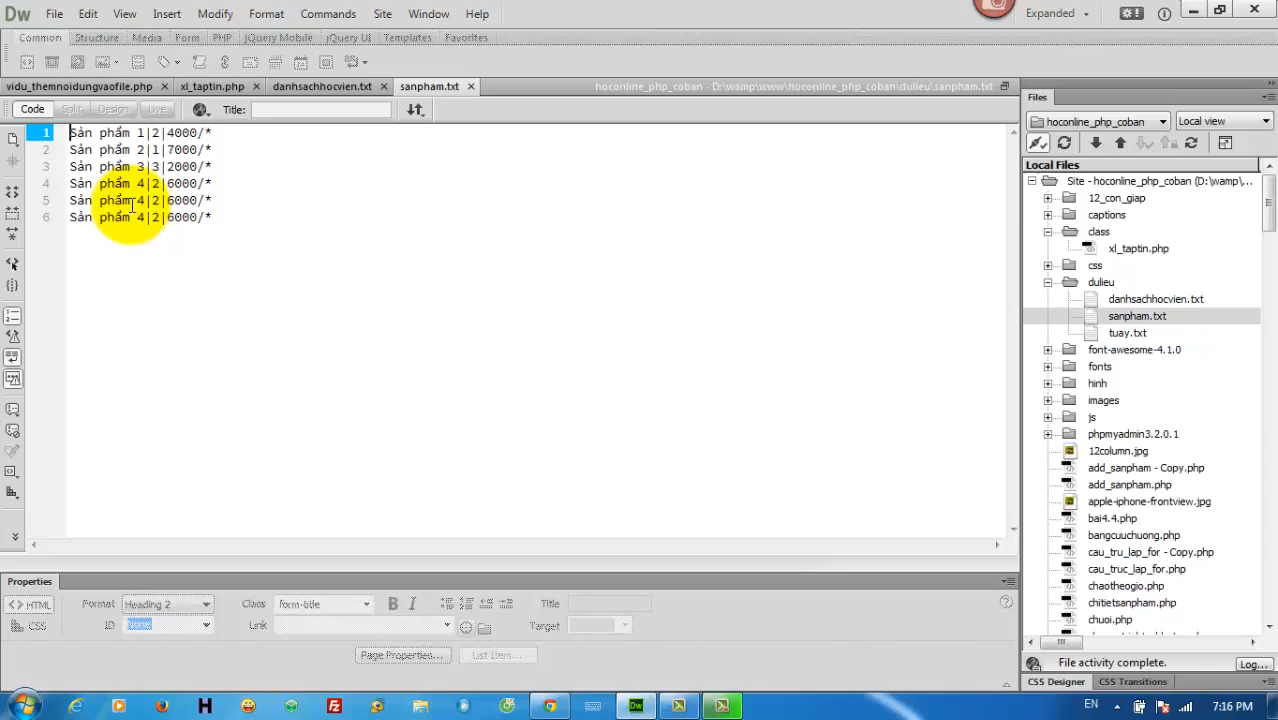 Dw File Edit View Insert Modify Format Commands Site Window Help Expanded
Common Structure Media Form PHP jQuery Mobile jQuery UI Templates Favorites
vidu_themnoidungvaofile.php xl_taptin.php danhsachhocvien.txt sanpham.txt hoconline_php_coban - D:\wamp\www\hoconline_php_coban\dulieu\sanpham.txt
Code Split Design Live Title:
1 Sản phẩm 1|2|4000/*
2 Sản phẩm 2|1|7000/*
3 Sản phẩm 3|3|2000/*
4 Sản phẩm 4|2|6000/*
5 Sản phẩm 4|2|6000/*
6 Sản phẩm 4|2|6000/*
Files
hoconline_php_coban Local view
Local Files
Site - hoconline_php_coban (D:\wamp\w...
12_con_giap
captions
class
xl_taptin.php
css
dulieu
danhsachhocvien.txt
sanpham.txt
tuay.txt
font-awesome-4.1.0
fonts
hinh
images
js
phpmyadmin3.2.0.1
12column.jpg
add_sanpham - Copy.php
add_sanpham.php
apple-iphone-frontview.jpg
bai4.4.php
bangcuuchuong.php
cau_tru_lap_for - Copy.php
cau_truc_lap_for.php
chaotheogio.php
chitietsanpham.php
chuoi.php
File activity complete. Log...
CSS Designer CSS Transitions
Properties
<> HTML Format Heading 2 Class form-title B I Title
CSS ID None Link
Page Properties... List Item...
EN 7:16 PM